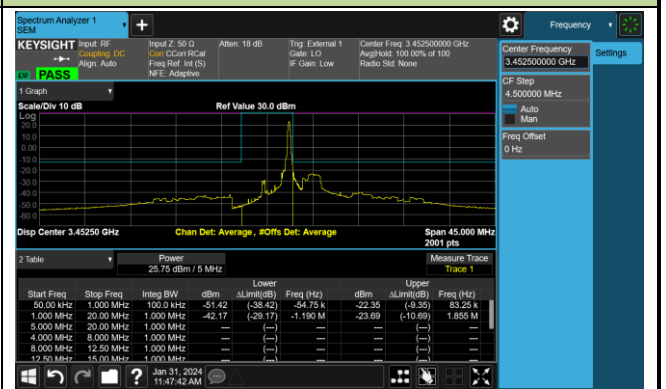 Spectrum Analyzer 1
SEM
Frequency
KEYSIGHT
Input: RF
Coupling: DC
Align: Auto
Input Z: 50 Ω
Corr CCorr RCal
Freq Ref: Int (S)
NFE: Adaptive
Atten: 18 dB
Trig: External 1
Gate: LO
IF Gain: Low
Center Freq: 3.452500000 GHz
Avg|Hold: 100.00% of 100
Radio Std: None
PASS
Center Frequency
3.452500000 GHz
Settings
CF Step
4.500000 MHz
Auto
Man
Freq Offset
0 Hz
1 Graph
Scale/Div 10 dB
Ref Value 30.0 dBm
Log
20.0
10.0
0.00
-10.0
-20.0
-30.0
-40.0
-50.0
-60.0
Disp Center 3.45250 GHz
Chan Det: Average , #Offs Det: Average
Span 45.000 MHz
2001 pts
2 Table
Power
25.75 dBm / 5 MHz
Measure Trace
Trace 1
Lower Upper
Start Freq Stop Freq Integ BW dBm ΔLimit(dB) Freq (Hz) dBm ΔLimit(dB) Freq (Hz)
50.00 kHz 1.000 MHz 100.0 kHz -51.42 (-38.42) -54.75 k -22.35 (-9.35) 83.25 k
1.000 MHz 20.00 MHz 1.000 MHz -42.17 (-29.17) -1.190 M -23.69 (-10.69) 1.855 M
5.000 MHz 20.00 MHz 1.000 MHz --- (---) --- --- (---) ---
4.000 MHz 8.000 MHz 1.000 MHz --- (---) --- --- (---) ---
8.000 MHz 12.50 MHz 1.000 MHz --- (---) --- --- (---) ---
12.50 MHz 15.00 MHz 1.000 MHz --- (---) --- --- (---) ---
?
Jan 31, 2024
11:47:42 AM